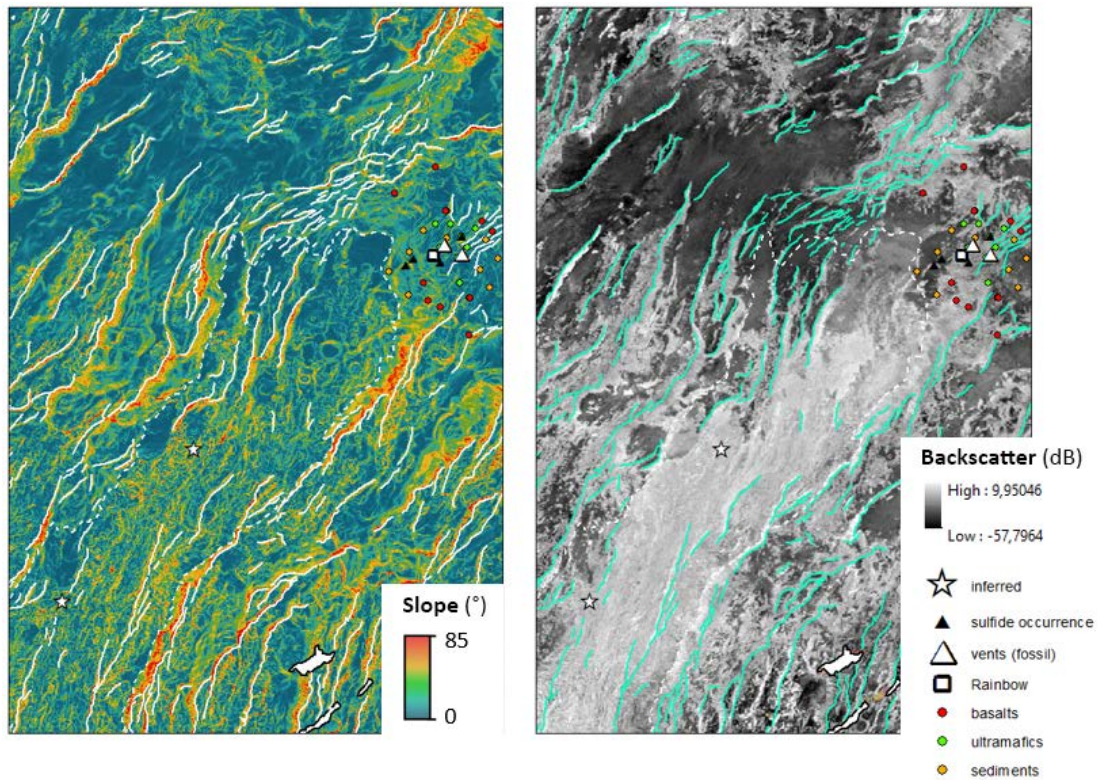 Slope (°)
85
0
Backscatter (dB)
High : 9,95046
Low : -57,7964
inferred
sulfide occurrence
vents (fossil)
Rainbow
basalts
ultramafics
sediments